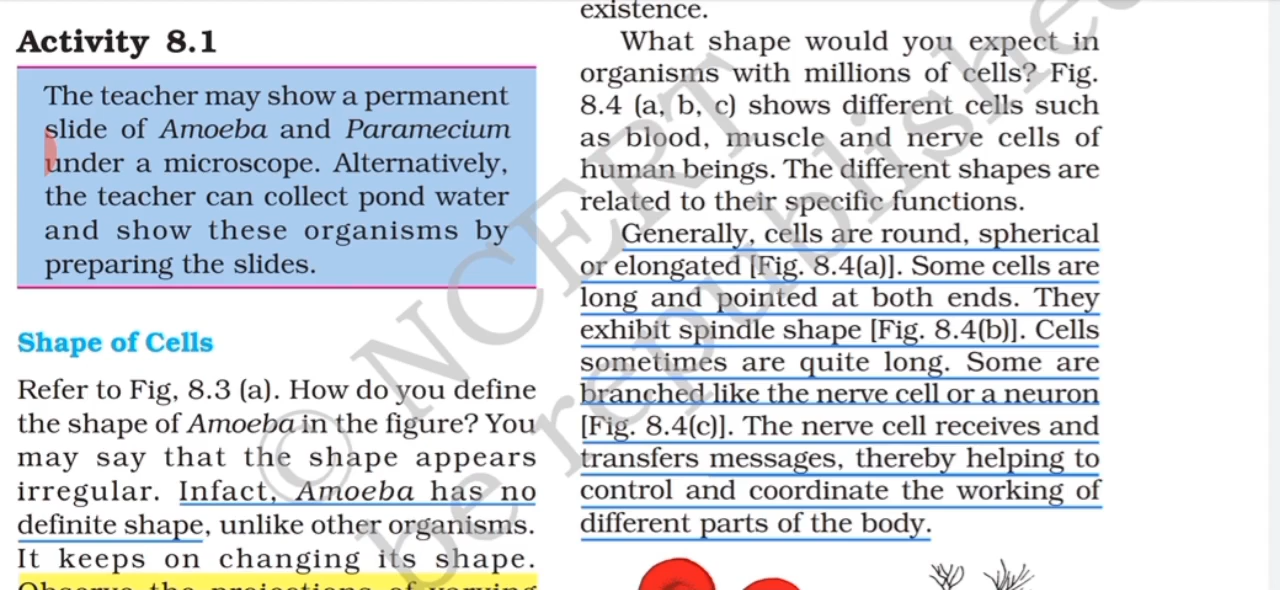 Activity 8.1
The teacher may show a permanent
slide of Amoeba and Paramecium
under a microscope. Alternatively,
the teacher can collect pond water
and show these organisms by
preparing the slides.
Shape of Cells
Refer to Fig, 8.3 (a). How do you define
the shape of Amoeba in the figure? You
may say that the shape appears
irregular. Infact, Amoeba has no
definite shape, unlike other organisms.
It keeps on changing its shape.
Observe the projections of varying
existence.
What shape would you expect in
organisms with millions of cells? Fig.
8.4 (a, b, c) shows different cells such
as blood, muscle and nerve cells of
human beings. The different shapes are
related to their specific functions.
Generally, cells are round, spherical
or elongated [Fig. 8.4(a)]. Some cells are
long and pointed at both ends. They
exhibit spindle shape [Fig. 8.4(b)]. Cells
sometimes are quite long. Some are
branched like the nerve cell or a neuron
[Fig. 8.4(c)]. The nerve cell receives and
transfers messages, thereby helping to
control and coordinate the working of
different parts of the body.
© NCERT
be republished